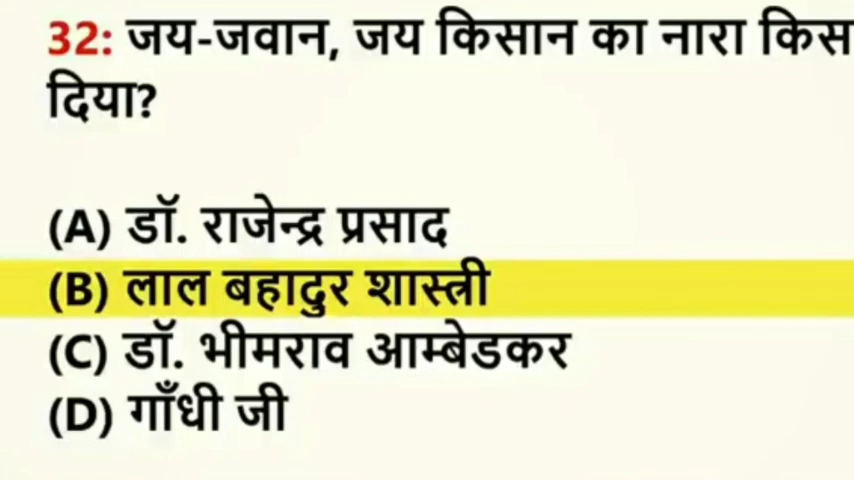 32: जय-जवान, जय किसान का नारा किस
दिया?
(A) डॉ. राजेन्द्र प्रसाद
(B) लाल बहादुर शास्त्री
(C) डॉ. भीमराव आम्बेडकर
(D) गाँधी जी